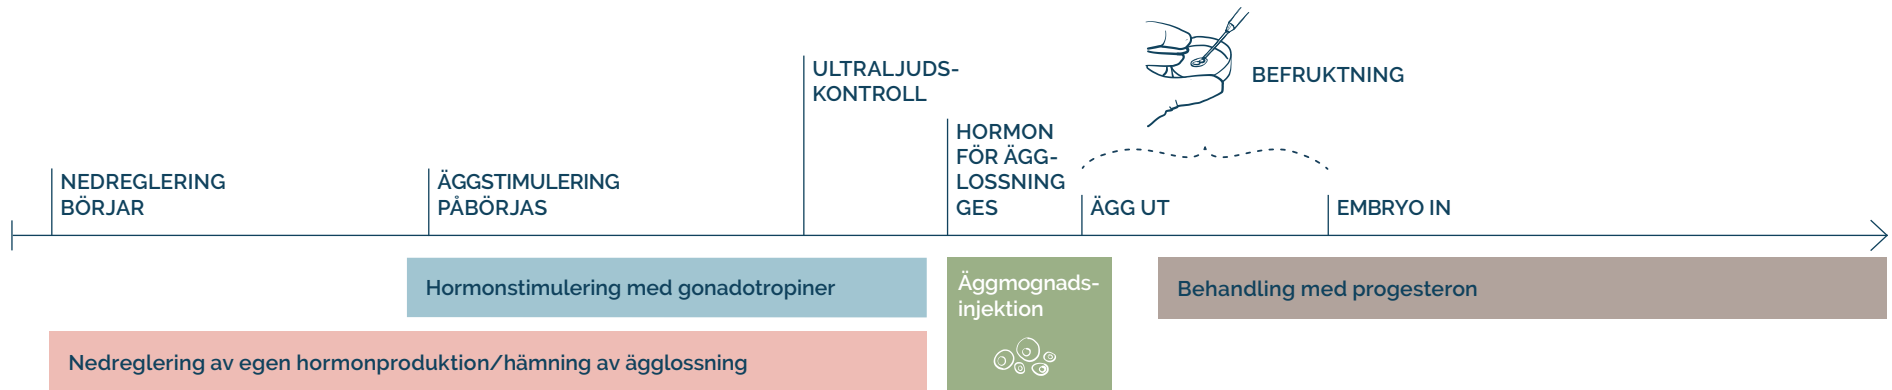 ULTRALJUDS-
KONTROLL
BEFRUKTNING
HORMON
FÖR ÄGG-
LOSSNING
GES
NEDREGLERING
BÖRJAR
ÄGGSTIMULERING
PÅBÖRJAS
ÄGG UT
EMBRYO IN
Hormonstimulering med gonadotropiner
Äggmognads-
injektion
Behandling med progesteron
Nedreglering av egen hormonproduktion/hämning av ägglossning